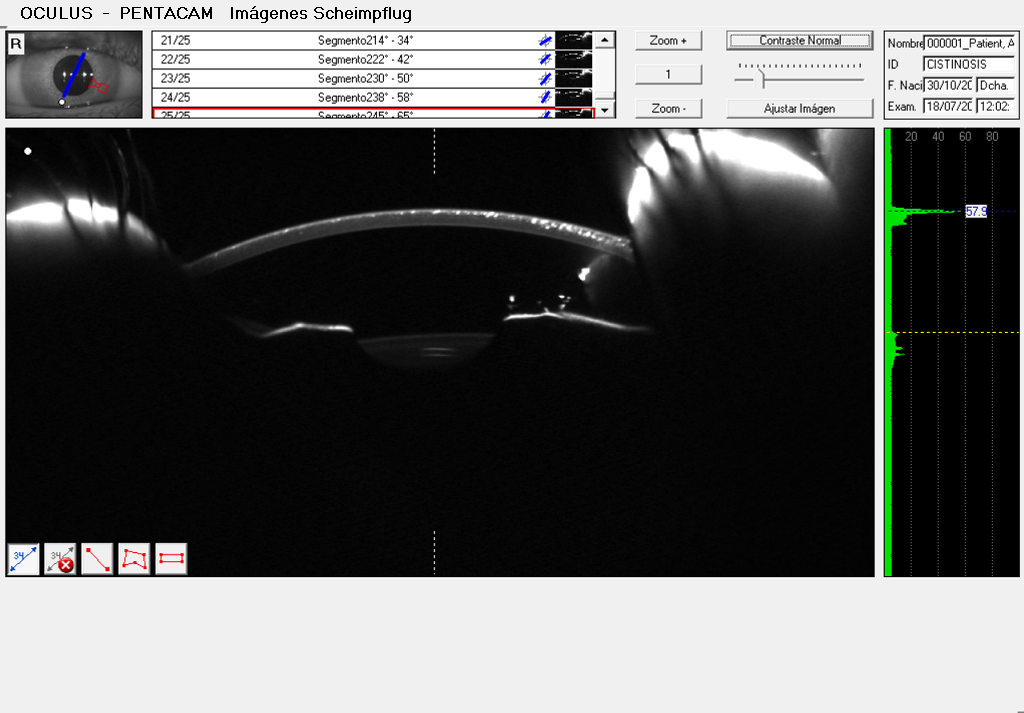 OCULUS - PENTACAM Imágenes Scheimpflug
R
21/25 Segmento214° - 34°
22/25 Segmento222° - 42°
23/25 Segmento230° - 50°
24/25 Segmento238° - 58°
25/25 Segmento245° - 65°
Zoom +
1
Zoom -
Contraste Normal
Ajustar Imágen
Nombre 000001_Patient, A
ID CISTINOSIS
F. Naci 30/10/20 Dcha.
Exam. 18/07/20 12:02:
20 40 60 80
57.9
34
34